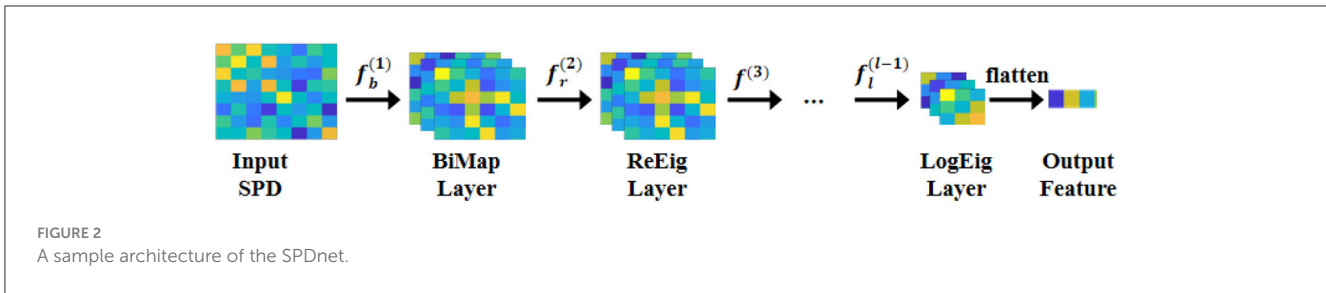 f_b^{(1)} f_r^{(2)} f^{(3)} ... f_l^{(l-1)} flatten
Input SPD
BiMap Layer
ReEig Layer
LogEig Layer
Output Feature
FIGURE 2
A sample architecture of the SPDnet.